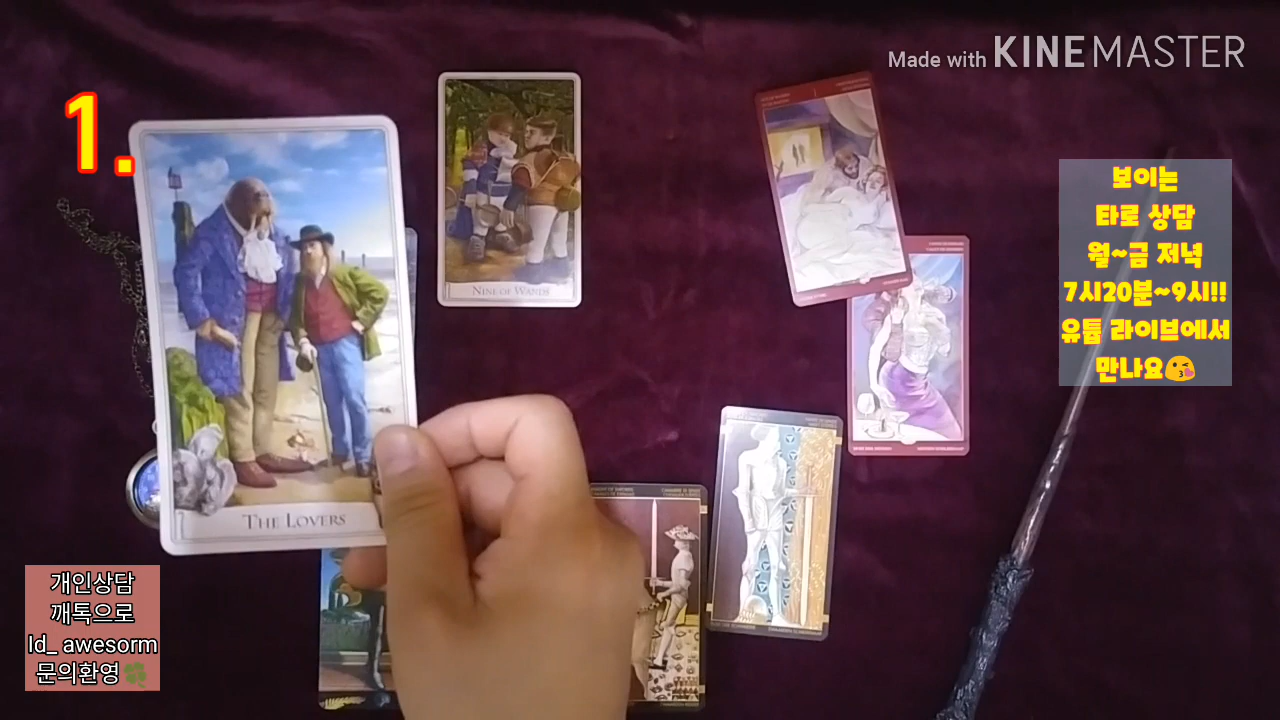 Made with KINEMASTER
1.
보이는
타로 상담
월~금 저녁
7시20분~9시!!
유튭 라이브에서
만나요😘
NINE OF WANDS
THE LOVERS
개인상담
깨톡으로
Id_ awesorm
문의환영🍀